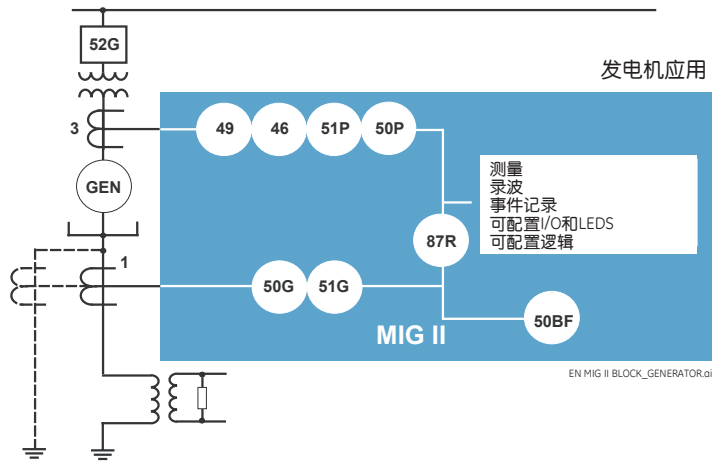 52G
发电机应用
3
49 46 51P 50P
测量
录波
事件记录
可配置I/O和LEDS
可配置逻辑
GEN
87R
1
50G 51G
50BF
MIG II
EN MIG II BLOCK_GENERATOR.ai